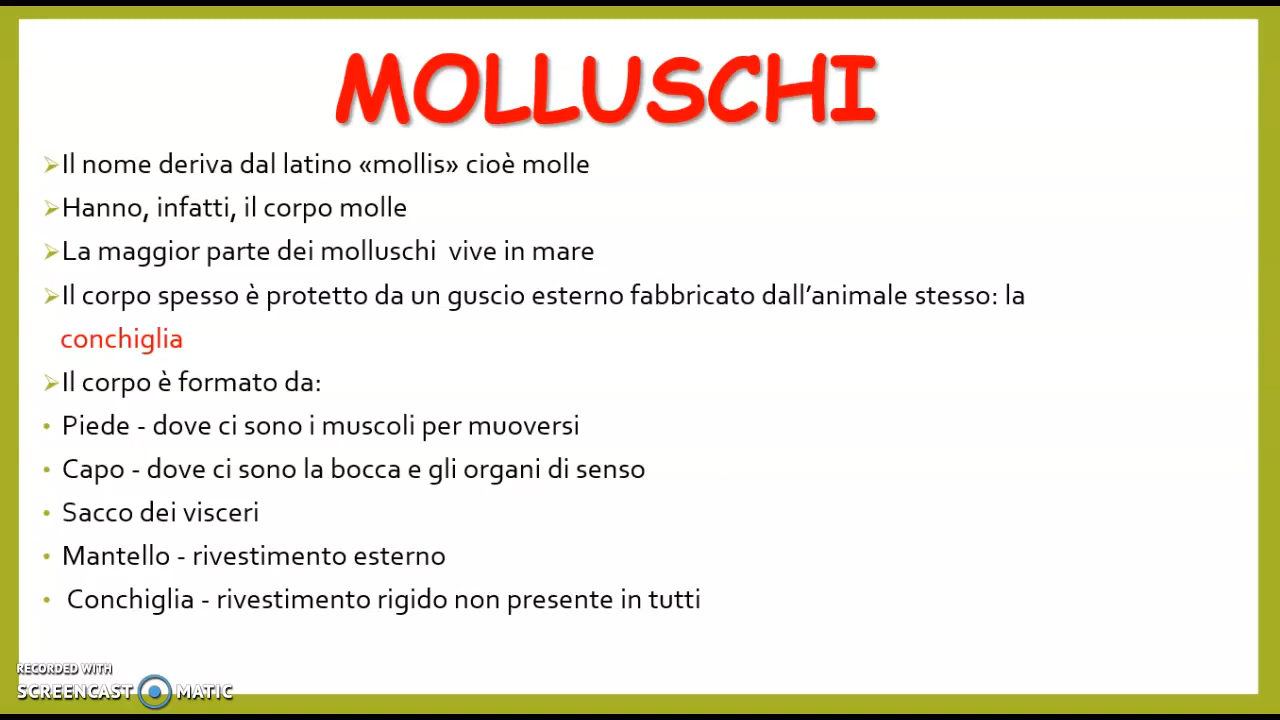 MOLLUSCHI
Il nome deriva dal latino «mollis» cioè molle
Hanno, infatti, il corpo molle
La maggior parte dei molluschi vive in mare
Il corpo spesso è protetto da un guscio esterno fabbricato dall’animale stesso: la
conchiglia
Il corpo è formato da:
• Piede - dove ci sono i muscoli per muoversi
• Capo - dove ci sono la bocca e gli organi di senso
• Sacco dei visceri
• Mantello - rivestimento esterno
• Conchiglia - rivestimento rigido non presente in tutti
RECORDED WITH
SCREENCAST MATIC